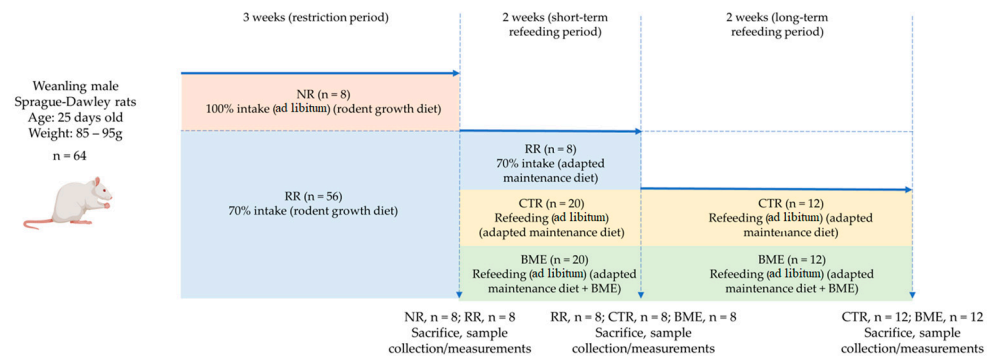 3 weeks (restriction period)
2 weeks (short-term
refeeding period)
2 weeks (long-term
refeeding period)
Weanling male
Sprague-Dawley rats
Age: 25 days old
Weight: 85 – 95g
n = 64
NR (n = 8)
100% intake (ad libitum) (rodent growth diet)
RR (n = 56)
70% intake (rodent growth diet)
RR (n = 8)
70% intake (adapted
maintenance diet)
CTR (n = 20)
Refeeding (ad libitum)
(adapted maintenance diet)
BME (n = 20)
Refeeding (ad libitum) (adapted
maintenance diet + BME)
CTR (n = 12)
Refeeding (ad libitum) (adapted
maintenance diet)
BME (n = 12)
Refeeding (ad libitum) (adapted
maintenance diet + BME)
NR, n = 8; RR, n = 8
Sacrifice, sample
collection/measurements
RR, n = 8; CTR, n = 8; BME, n = 8
Sacrifice, sample
collection/measurements
CTR, n = 12; BME, n = 12
Sacrifice, sample
collection/measurements